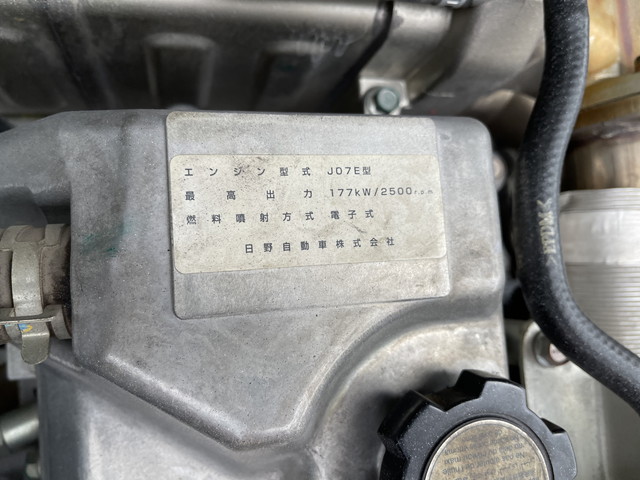 エンジン型式 J07E型
最高出力 177kW/2500r.p.m
燃料噴射方式 電子式
日野自動車株式会社